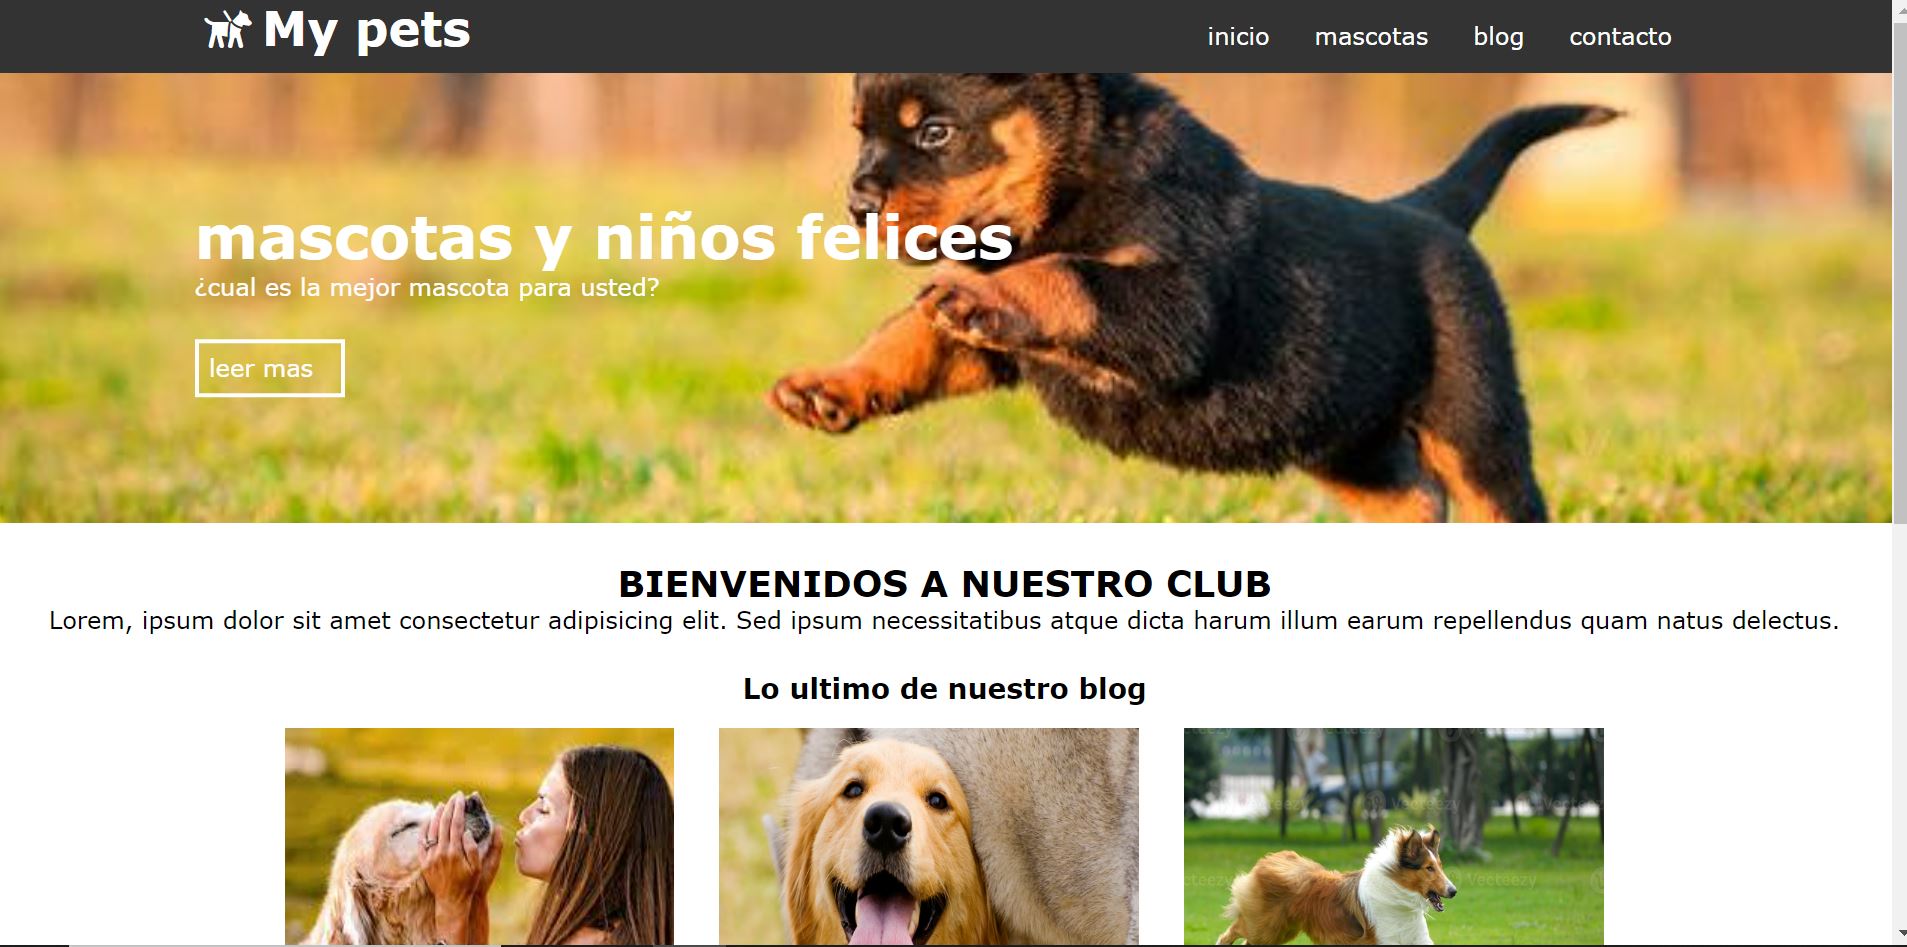 My pets
inicio mascotas blog contacto
mascotas y niños felices
¿cual es la mejor mascota para usted?
leer mas
BIENVENIDOS A NUESTRO CLUB
Lorem, ipsum dolor sit amet consectetur adipisicing elit. Sed ipsum necessitatibus atque dicta harum illum earum repellendus quam natus delectus.
Lo ultimo de nuestro blog
Vecteezy
Vecteezy